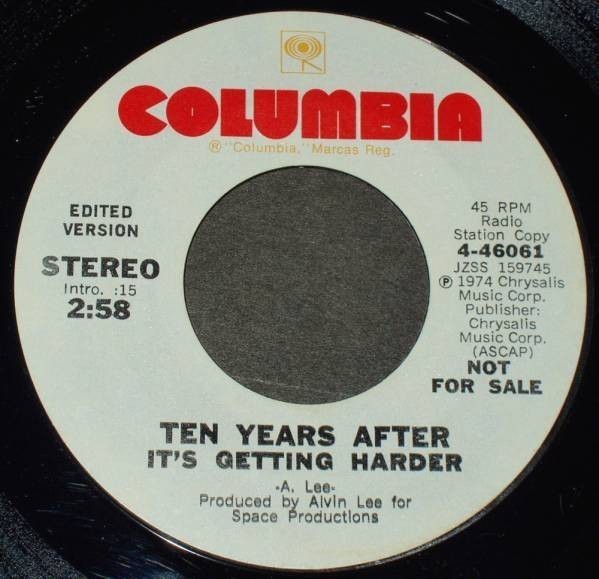 COLUMBIA
® "Columbia," Marcas Reg.
EDITED
VERSION
STEREO
Intro. :15
2:58
45 RPM
Radio
Station Copy
4-46061
JZSS 159745
℗ 1974 Chrysalis
Music Corp.
Publisher:
Chrysalis
Music Corp.
(ASCAP)
NOT
FOR SALE
TEN YEARS AFTER
IT'S GETTING HARDER
-A. Lee-
Produced by Alvin Lee for
Space Productions